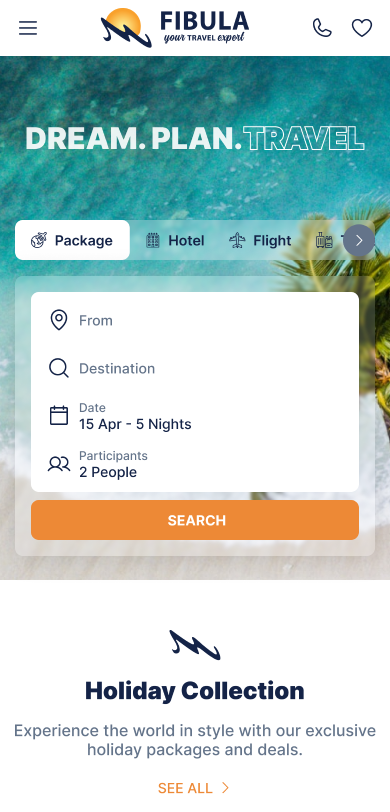 FIBULA
your TRAVEL expert
DREAM. PLAN. TRAVEL
Package
Hotel
Flight
From
Destination
Date
15 Apr - 5 Nights
Participants
2 People
SEARCH
Holiday Collection
Experience the world in style with our exclusive
holiday packages and deals.
SEE ALL